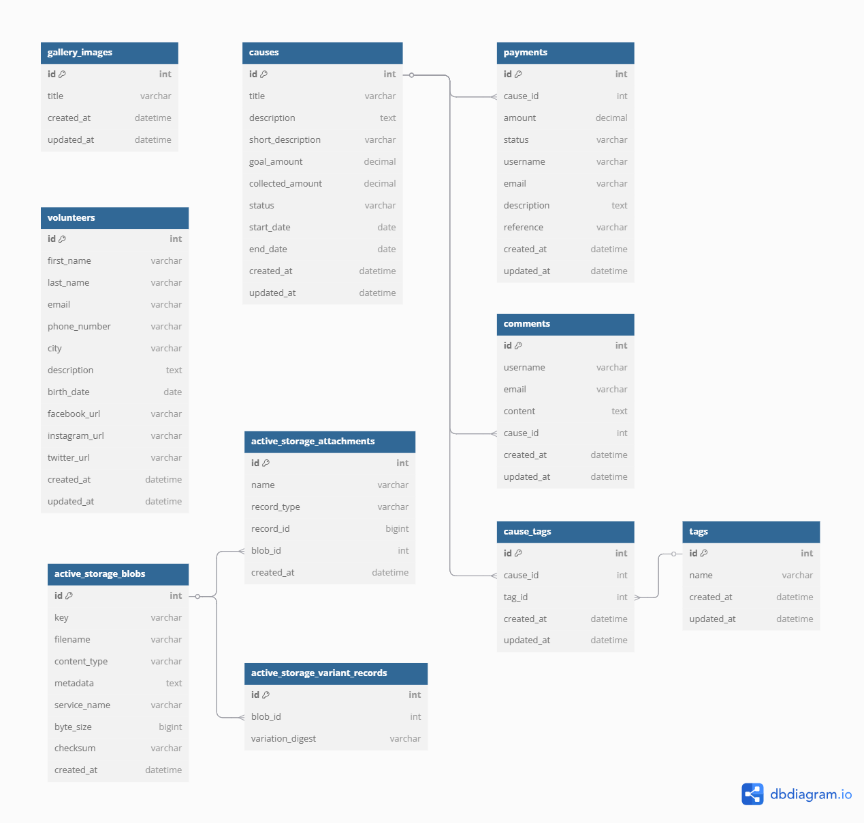 gallery_images
id int
title varchar
created_at datetime
updated_at datetime
causes
id int
title varchar
description text
short_description varchar
goal_amount decimal
collected_amount decimal
status varchar
start_date date
end_date date
created_at datetime
updated_at datetime
payments
id int
cause_id int
amount decimal
status varchar
username varchar
email varchar
description text
reference varchar
created_at datetime
updated_at datetime
volunteers
id int
first_name varchar
last_name varchar
email varchar
phone_number varchar
city varchar
description text
birth_date date
facebook_url varchar
instagram_url varchar
twitter_url varchar
created_at datetime
updated_at datetime
comments
id int
username varchar
email varchar
content text
cause_id int
created_at datetime
updated_at datetime
active_storage_attachments
id int
name varchar
record_type varchar
record_id bigint
blob_id int
created_at datetime
cause_tags
id int
cause_id int
tag_id int
created_at datetime
updated_at datetime
tags
id int
name varchar
created_at datetime
updated_at datetime
active_storage_blobs
id int
key varchar
filename varchar
content_type varchar
metadata text
service_name varchar
byte_size bigint
checksum varchar
created_at datetime
active_storage_variant_records
id int
blob_id int
variation_digest varchar
dbdiagram.io